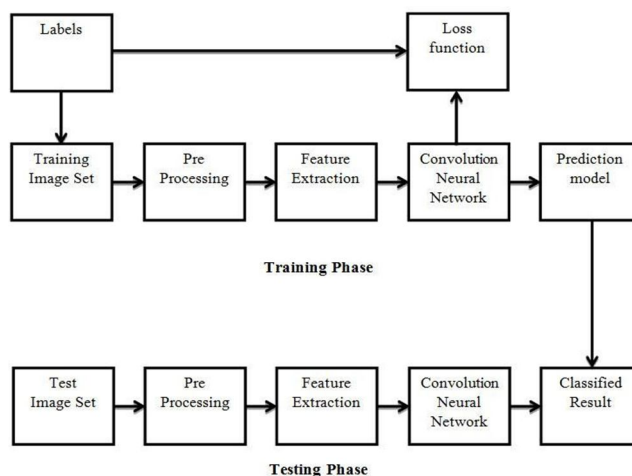 Labels
Loss
function
Training
Image Set
Pre
Processing
Feature
Extraction
Convolution
Neural
Network
Prediction
model
Training Phase
Test
Image Set
Pre
Processing
Feature
Extraction
Convolution
Neural
Network
Classified
Result
Testing Phase